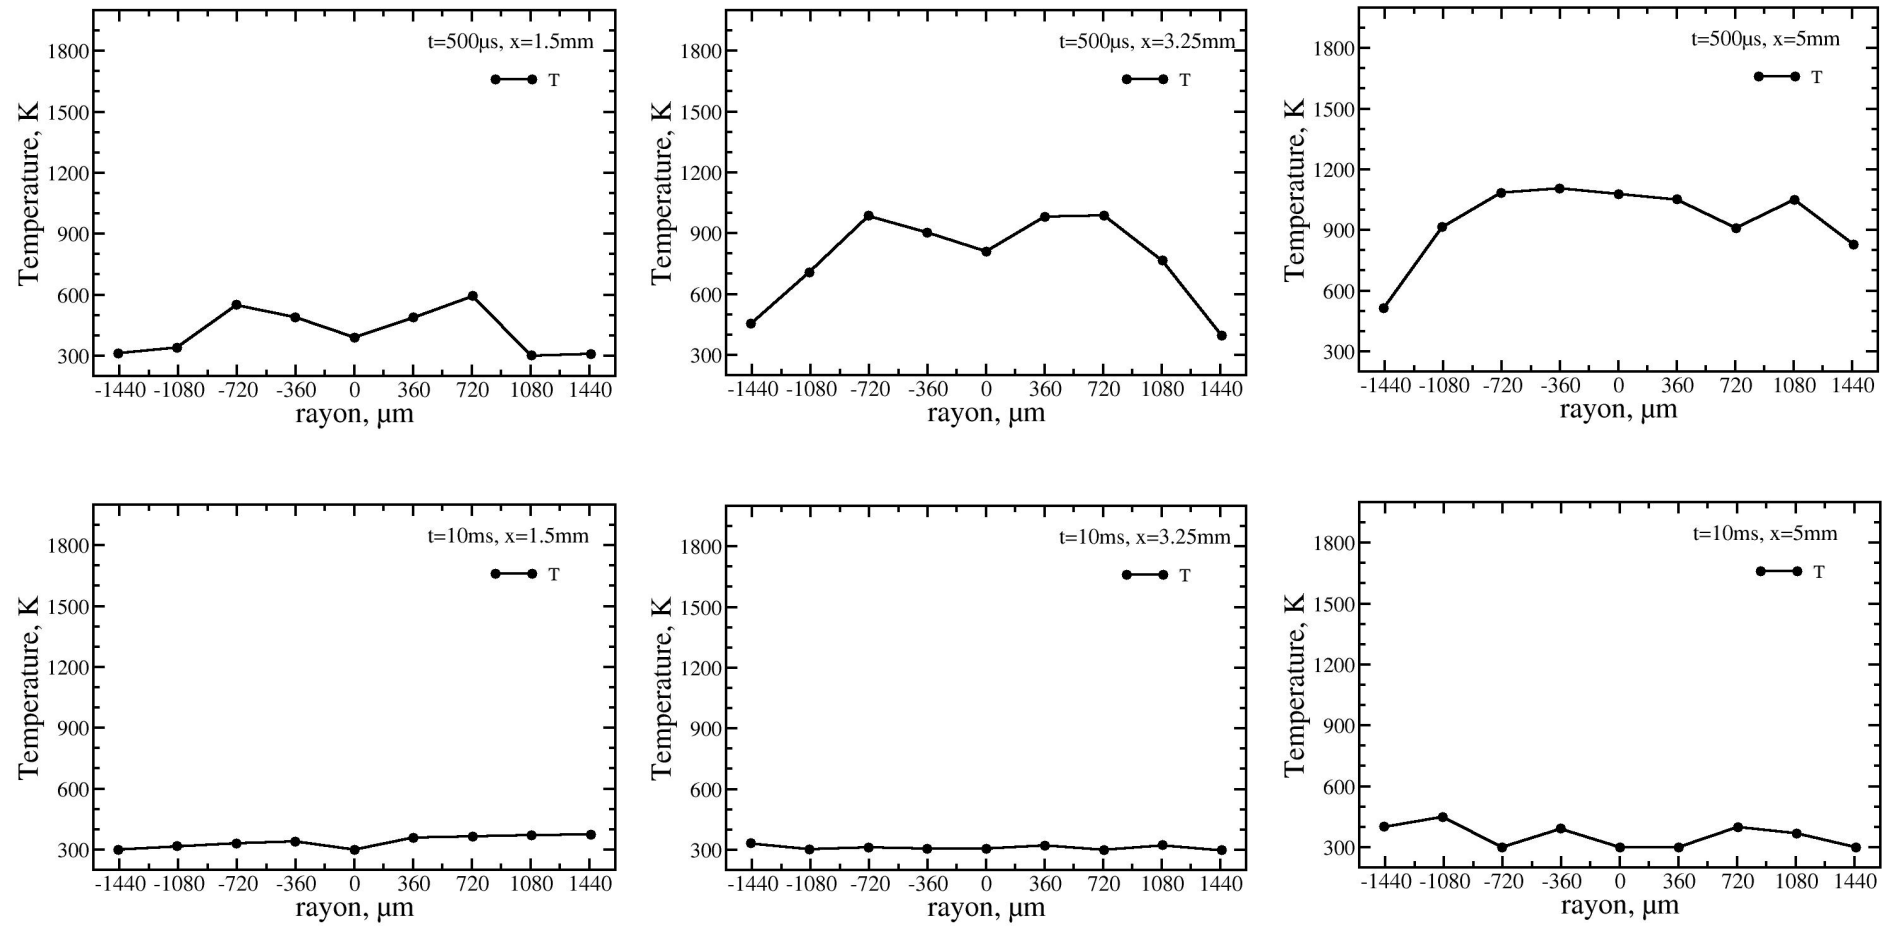 t=500µs, x=1.5mm
T
1800
1500
1200
900
600
300
Temperature, K
-1440 -1080 -720 -360 0 360 720 1080 1440
rayon, µm
t=500µs, x=3.25mm
T
1800
1500
1200
900
600
300
Temperature, K
-1440 -1080 -720 -360 0 360 720 1080 1440
rayon, µm
t=500µs, x=5mm
T
1800
1500
1200
900
600
300
Temperature, K
-1440 -1080 -720 -360 0 360 720 1080 1440
rayon, µm
t=10ms, x=1.5mm
T
1800
1500
1200
900
600
300
Temperature, K
-1440 -1080 -720 -360 0 360 720 1080 1440
rayon, µm
t=10ms, x=3.25mm
T
1800
1500
1200
900
600
300
Temperature, K
-1440 -1080 -720 -360 0 360 720 1080 1440
rayon, µm
t=10ms, x=5mm
T
1800
1500
1200
900
600
300
Temperature, K
-1440 -1080 -720 -360 0 360 720 1080 1440
rayon, µm